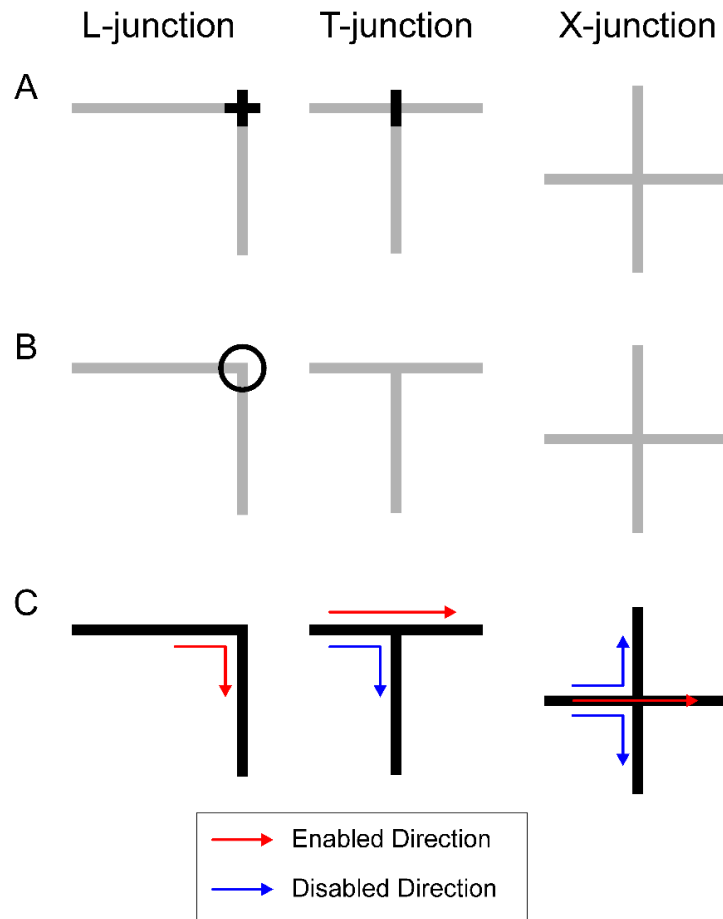 L-junction T-junction X-junction
A
B
C
Enabled Direction
Disabled Direction